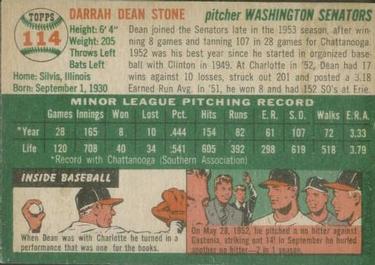 TOPPS
114
DARRAH DEAN STONE
pitcher WASHINGTON SENATORS
Height: 6' 4"
Weight: 205
Throws Left
Bats Left
Home: Silvis, Illinois
Born: September 1, 1930
Dean joined the Senators late in the 1953 season, after
winning 8 games and tanning 107 in 28 games for Chattanooga.
1952 was his best year since he started in organized base-
ball with Clinton in 1949. At Charlotte in '52, Dean had 17
wins against 10 losses, struck out 201 and posted a 3.18
Earned Run Avg. In '51, he won 8 and had 152 SO's at Erie.
MINOR LEAGUE PITCHING RECORD
Games Innings Won Lost Pct. Hits Runs E.R. S.O. Walks E.R.A.
*Year 28 165 8 10 .444 154 82 61 107 72 3.33
Life 120 708 40 34 .541 605 392 298 619 518 3.79
*Record with Chattanooga (Southern Association)
INSIDE BASEBALL
When Dean was with Charlotte he turned in a
performance that was one for the books.
On May 28, 1952, he pitched a no hitter against
Gastonia, striking out 14! In September he hurled
another no-hitter —